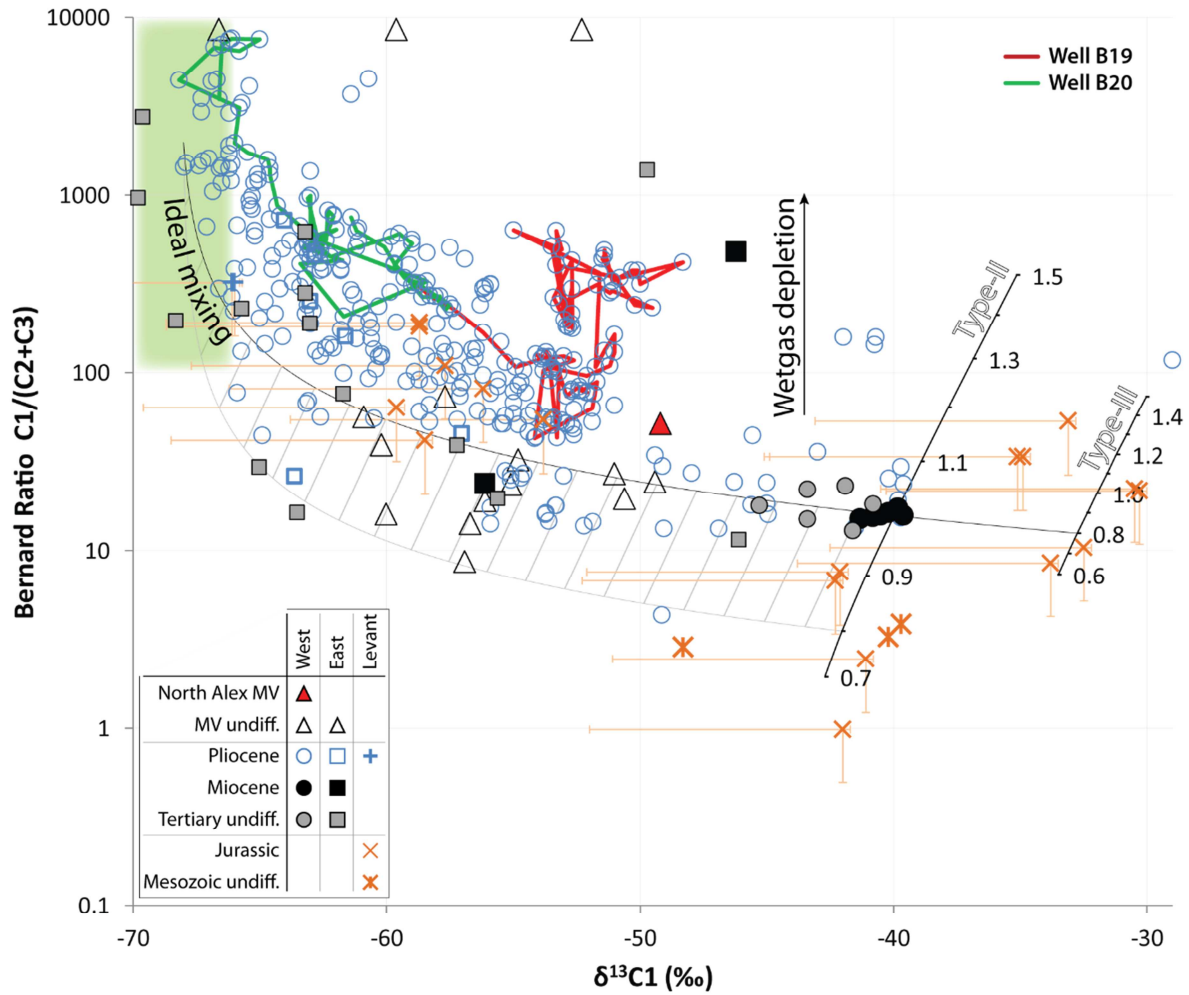 Bernard Ratio C1/(C2+C3)
10000
1000
100
10
1
0.1
-70
-60
-50
-40
-30
δ¹³C1 (‰)
Well B19
Well B20
Ideal mixing
Wetgas depletion
Type-II
1.5
1.3
1.1
0.9
0.7
Type-III
1.4
1.2
1.0
0.8
0.6
West
East
Levant
North Alex MV
MV undiff.
Pliocene
Miocene
Tertiary undiff.
Jurassic
Mesozoic undiff.